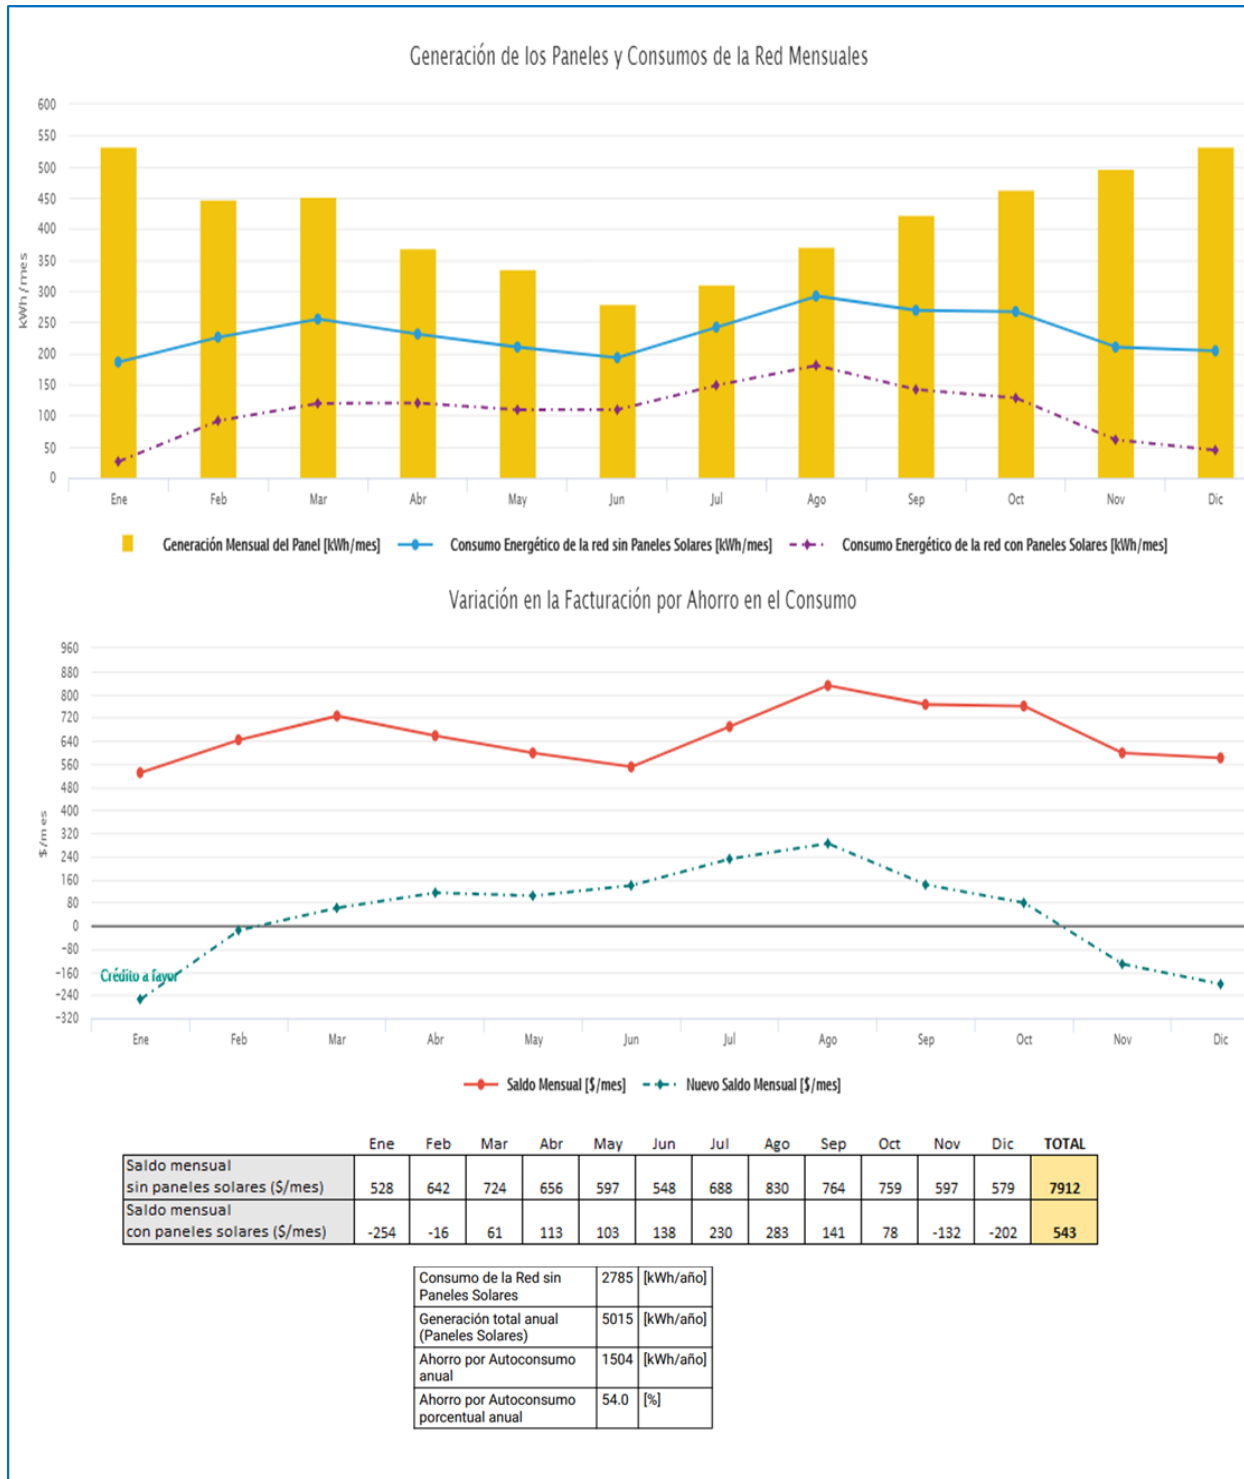 Generación de los Paneles y Consumos de la Red Mensuales
600
550
500
450
400
350
300
250
200
150
100
50
0
kWh/mes
Ene Feb Mar Abr May Jun Jul Ago Sep Oct Nov Dic
Generación Mensual del Panel [kWh/mes] Consumo Energético de la red sin Paneles Solares [kWh/mes] Consumo Energético de la red con Paneles Solares [kWh/mes]
Variación en la Facturación por Ahorro en el Consumo
960
880
800
720
640
560
480
400
320
240
160
80
0
-80
-160
-240
-320
$/mes
Crédito a favor
Ene Feb Mar Abr May Jun Jul Ago Sep Oct Nov Dic
Saldo Mensual [$/mes] Nuevo Saldo Mensual [$/mes]
Ene Feb Mar Abr May Jun Jul Ago Sep Oct Nov Dic TOTAL
Saldo mensual
sin paneles solares ($/mes) 528 642 724 656 597 548 688 830 764 759 597 579 7912
Saldo mensual
con paneles solares ($/mes) -254 -16 61 113 103 138 230 283 141 78 -132 -202 543
Consumo de la Red sin 2785 [kWh/año]
Paneles Solares
Generación total anual 5015 [kWh/año]
(Paneles Solares)
Ahorro por Autoconsumo 1504 [kWh/año]
anual
Ahorro por Autoconsumo 54.0 [%]
porcentual anual